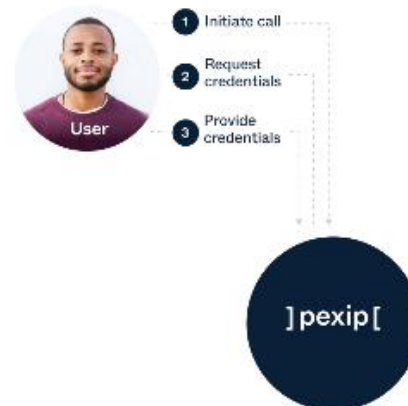 1 Initiate call
2 Request
credentials
3 Provide
credentials
User
]pexip[